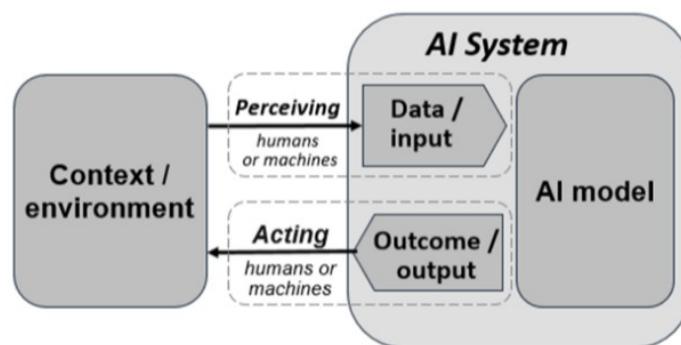 AI System
Perceiving
humans
or machines
Data /
input
Context /
environment
AI model
Acting
humans or
machines
Outcome /
output